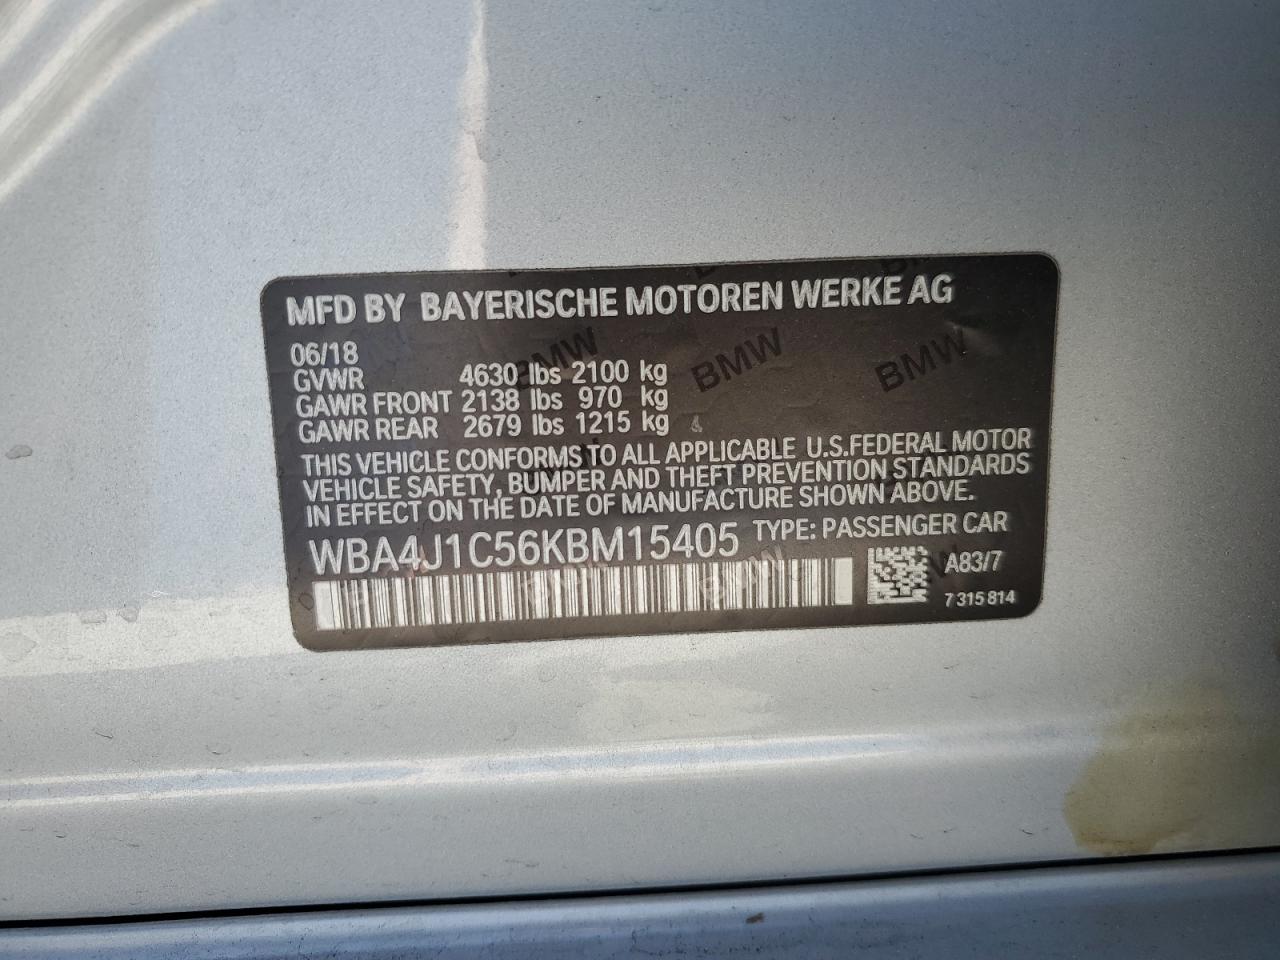 MFD BY BAYERISCHE MOTOREN WERKE AG
06/18
GVWR 4630 lbs 2100 kg
GAWR FRONT 2138 lbs 970 kg
GAWR REAR 2679 lbs 1215 kg
THIS VEHICLE CONFORMS TO ALL APPLICABLE U.S.FEDERAL MOTOR
VEHICLE SAFETY, BUMPER AND THEFT PREVENTION STANDARDS
IN EFFECT ON THE DATE OF MANUFACTURE SHOWN ABOVE.
WBA4J1C56KBM15405 TYPE: PASSENGER CAR
A83/7
7 315 814
BMW BMW BMW